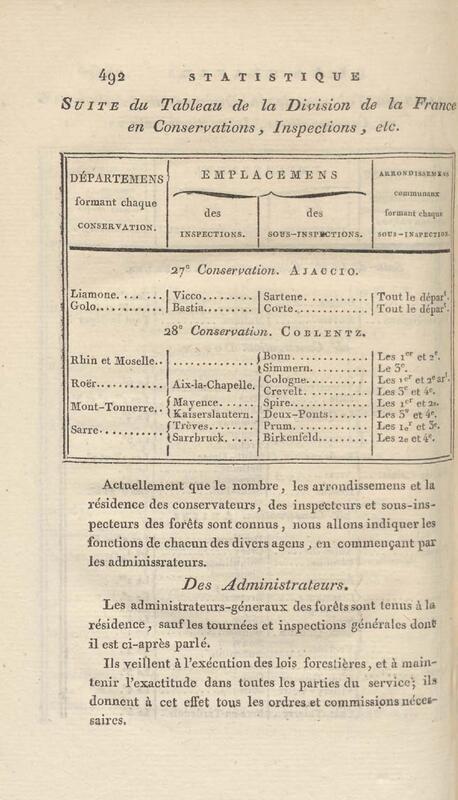 492 STATISTIQUE
SUITE du Tableau de la Division de la France
en Conservations, Inspections, etc.
DÉPARTEMENS
formant chaque
CONSERVATION.
EMPLACEMENS
des
INSPECTIONS.
des
SOUS-INSPECTIONS.
ARRONDISSEMENS
communaux
formant chaque
SOUS-INSPECTION.
27e Conservation. AJACCIO.
Liamone...... Vicco......... Sartene........... Tout le dépar.t
Golo........... Bastia......... Corte............. Tout le dépar.t
28e Conservation. COBLENTZ.
Rhin et Moselle.. ............... Bonn............. Les 1er et 2e.
Simmern......... Le 3e.
Roër........... Aix-la-Chapelle. Cologne......... Les 1er et 2e art
Crevelt........... Les 3e et 4e.
Mont-Tonnerre.. Mayence...... Spire............. Les 1er et 2e.
Kaiserslautern. Deux-Ponts...... Les 3e et 4e.
Sarre........... Trèves......... Prum............. Les 1er et 3e.
Sarrbruck..... Birkenfeld........ Les 2e et 4e.
Actuellement que le nombre, les arrondissemens et la
résidence des conservateurs, des inspecteurs et sous-ins-
pecteurs des forêts sont connus, nous allons indiquer les
fonctions de chacun des divers agens, en commençant par
les adminissrateurs.
Des Administrateurs.
Les administrateurs-géneraux des forêts sont tenus à la
résidence, sauf les tournées et inspections générales dont
il est ci-après parlé.
Ils veillent à l'exécution des lois forestières, et à main-
tenir l'exactitude dans toutes les parties du service; ils
donnent à cet effet tous les ordres et commissions néces-
saires.